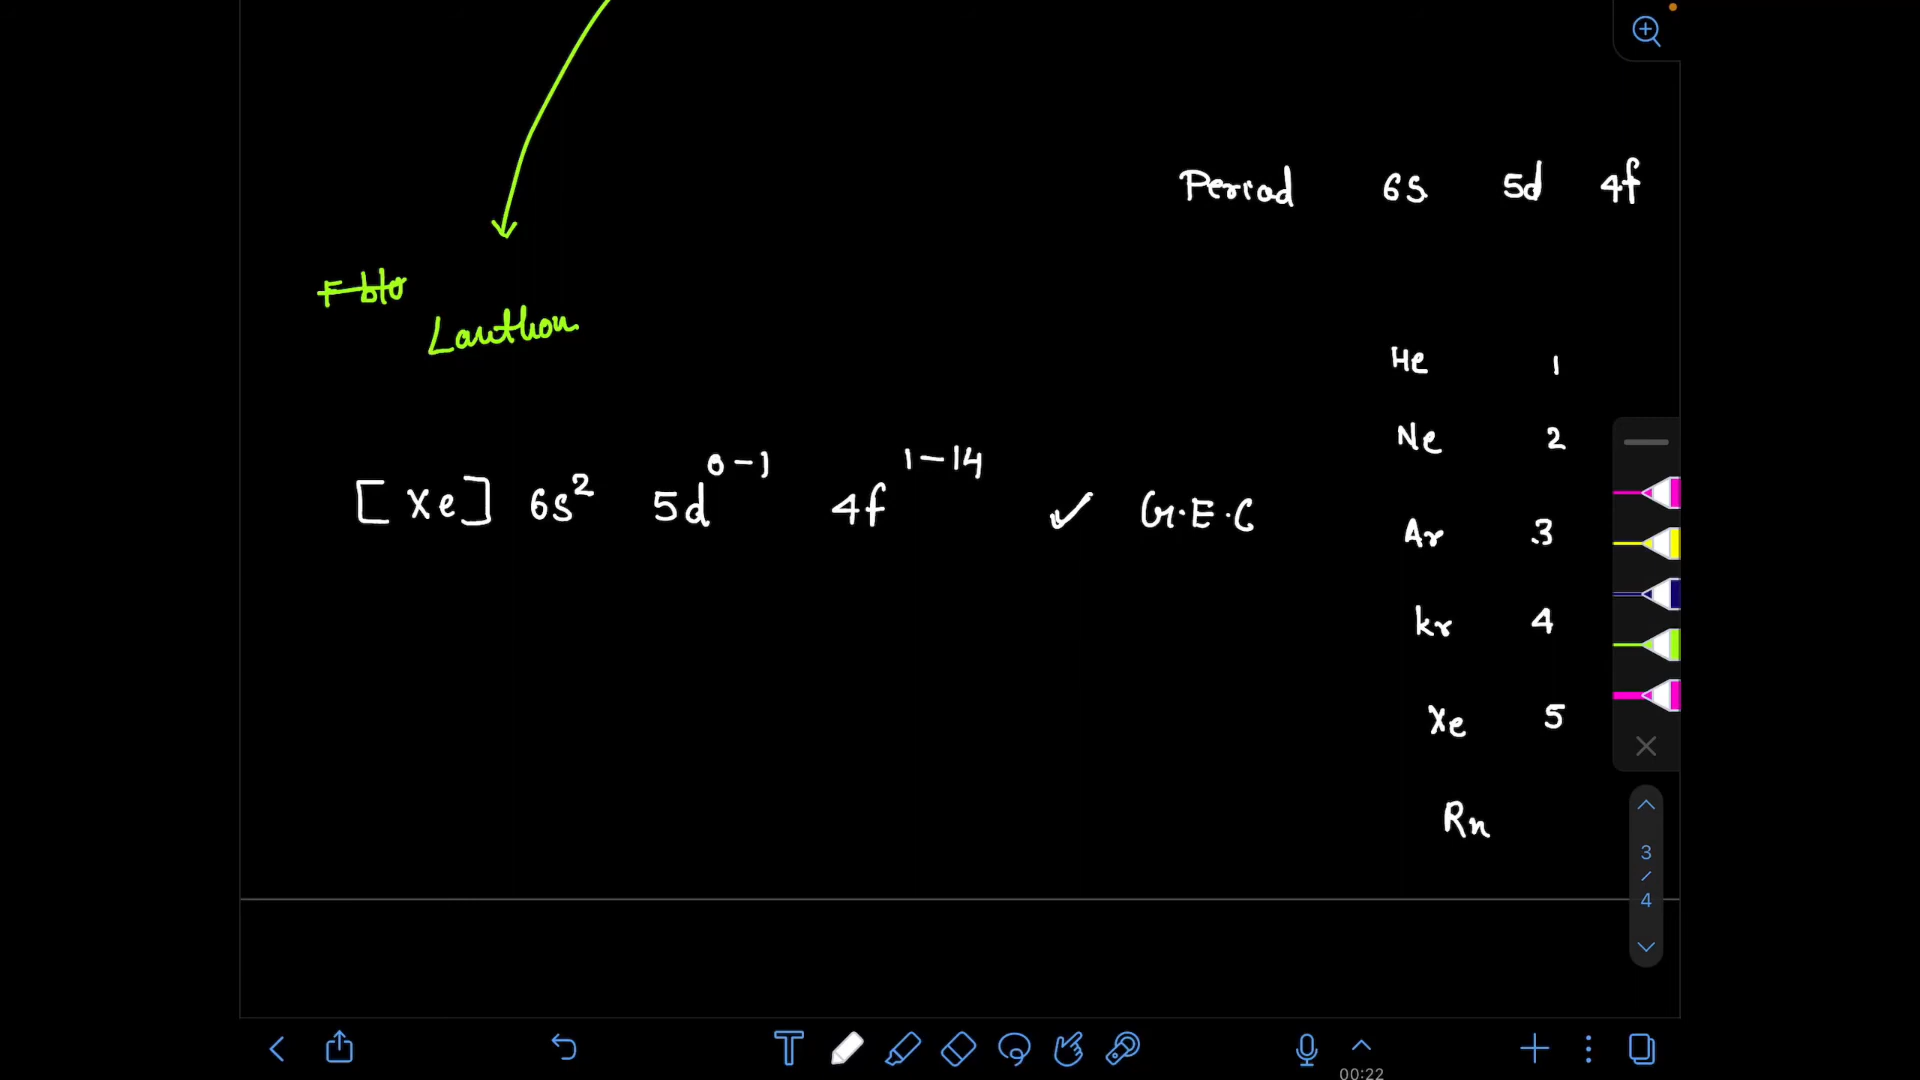 Period 6s 5d 4f
F-blo
Lanthon
He 1
Ne 2
[Xe] 6s² 5d⁰⁻¹ 4f¹⁻¹⁴ ✓ G.E.C
Ar 3
Kr 4
Xe 5
Rn
3
/
4
00:22